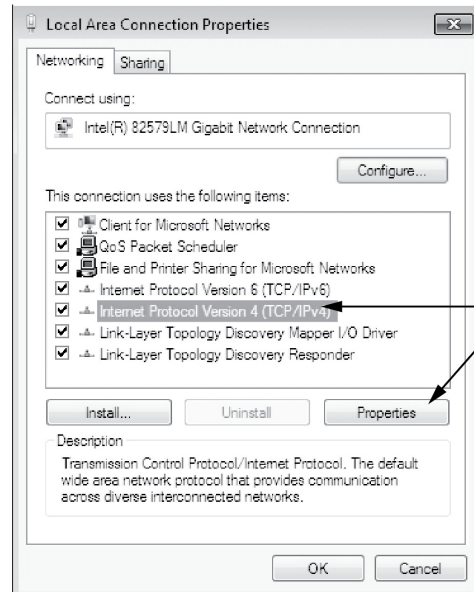 Local Area Connection Properties
Networking
Sharing
Connect using:
Intel(R) 82579LM Gigabit Network Connection
Configure...
This connection uses the following items:
Client for Microsoft Networks
QoS Packet Scheduler
File and Printer Sharing for Microsoft Networks
Internet Protocol Version 6 (TCP/IPv6)
Internet Protocol Version 4 (TCP/IPv4)
Link-Layer Topology Discovery Mapper I/O Driver
Link-Layer Topology Discovery Responder
Install...
Uninstall
Properties
Description
Transmission Control Protocol/Internet Protocol. The default
wide area network protocol that provides communication
across diverse interconnected networks.
OK
Cancel